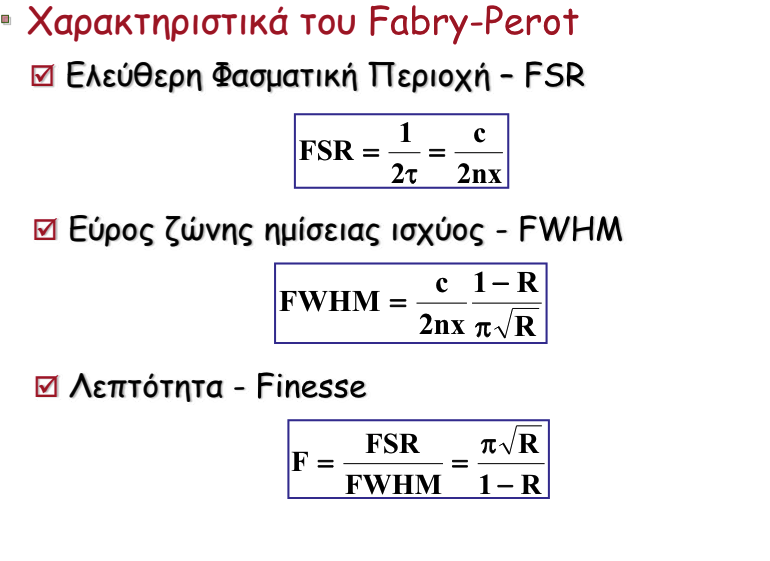 Χαρακτηριστικά του Fabry-Perot
Ελεύθερη Φασματική Περιοχή – FSR
FSR = 1/2τ = c/2nx
Εύρος ζώνης ημίσειας ισχύος - FWHM
FWHM = c/2nx 1 − R/π√R
Λεπτότητα - Finesse
F = FSR/FWHM = π√R/1 − R